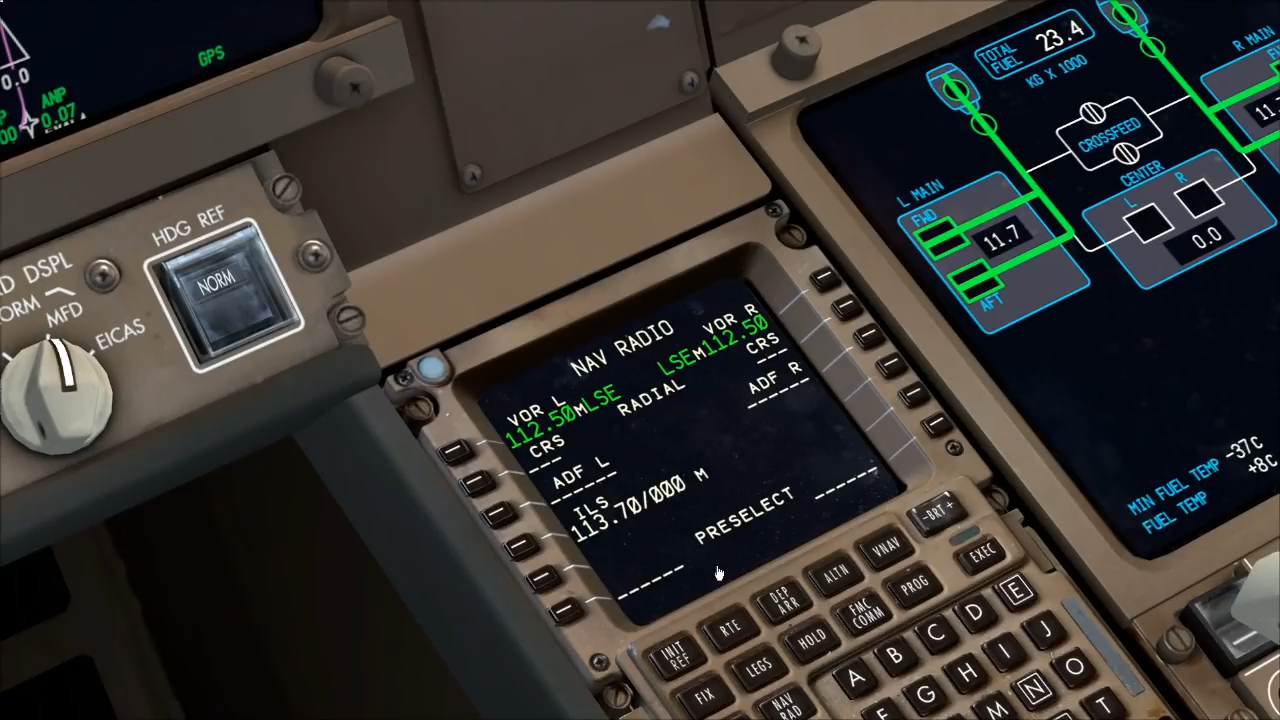 GPS
0.0
ANP
0.07
HDG REF
NORM
DSPL
MFD
EICAS
NAV RADIO
VOR L VOR R
112.50MLSE LSEM112.50
CRS RADIAL CRS
--- ---
ADF L ADF R
------ ------
ILS
113.70/000 M
PRESELECT
------ ------
-BRT+
INIT REF
RTE
DEP ARR
ALTN
VNAV
FIX
LEGS
HOLD
FMC COMM
PROG
EXEC
NAV RAD
A B C D E
G H I J
M N O
T
TOTAL FUEL 23.4
KG X 1000
L MAIN
FWD
11.7
AFT
CROSSFEED
CENTER
L R
0.0
R MAIN
MIN FUEL TEMP -37C
FUEL TEMP +8C